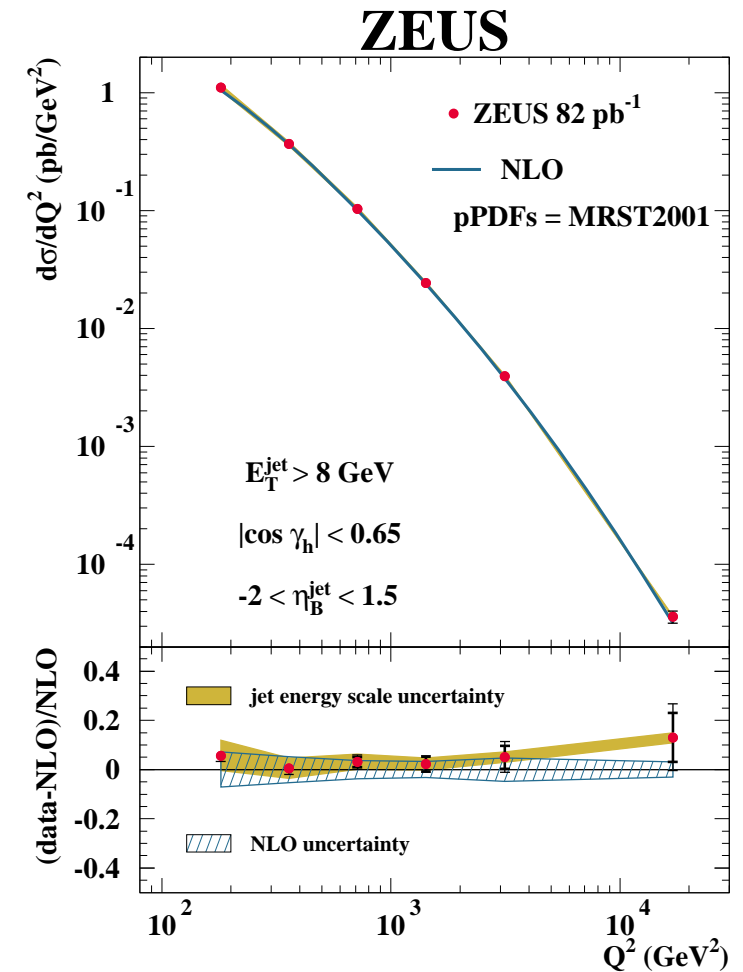 ZEUS
dσ/dQ² (pb/GeV²)
1
10⁻¹
10⁻²
10⁻³
10⁻⁴
ZEUS 82 pb⁻¹
NLO
pPDFs = MRST2001
E_T^jet > 8 GeV
|cos γ_h| < 0.65
-2 < η_B^jet < 1.5
(data-NLO)/NLO
0.4
0.2
0
-0.2
-0.4
jet energy scale uncertainty
NLO uncertainty
10² 10³ 10⁴
Q² (GeV²)